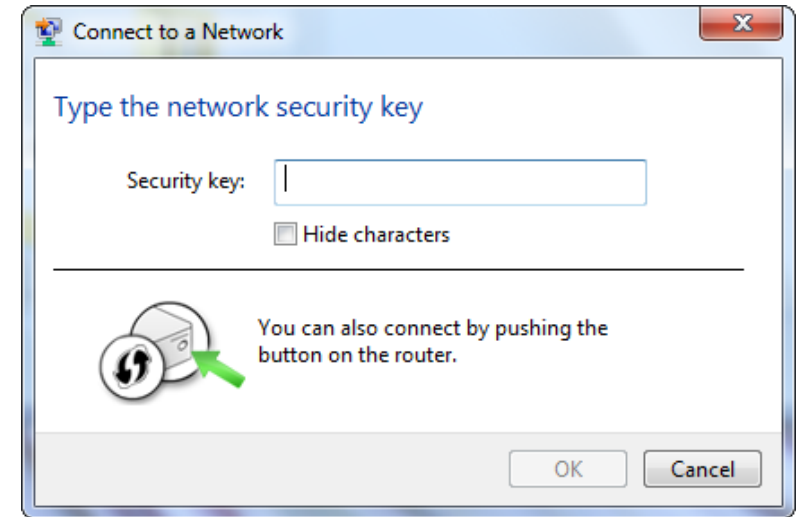 Connect to a Network
Type the network security key
Security key:
Hide characters
You can also connect by pushing the
button on the router.
OK Cancel